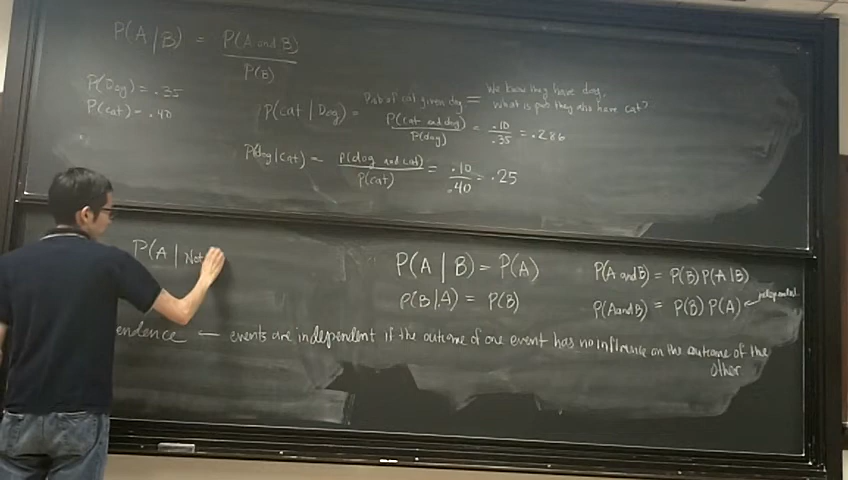 P(A | B) = P(A and B) / P(B)
P(Dog) = .35
P(cat) = .40
P(cat | Dog) = Prob of cat given dog = We know they have dog,
what is prob they also have cat?
P(cat and dog) / P(dog) = .10 / .35 = .286
P(dog | cat) = P(dog and cat) / P(cat) = .10 / .40 = .25
P(A | Not
P(A | B) = P(A)
P(B | A) = P(B)
P(A and B) = P(B) P(A | B)
P(A and B) = P(B) P(A) ← independent
endence ← events are independent if the outcome of one event has no influence on the outcome of the
other